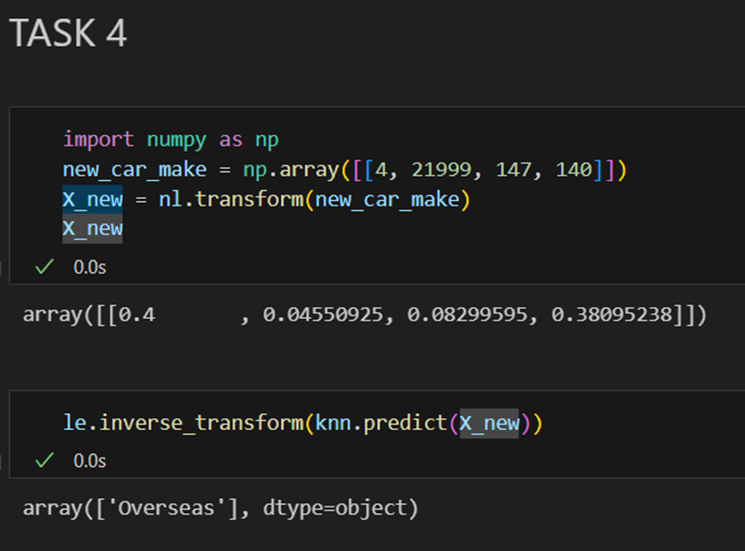 TASK 4
import numpy as np
new_car_make = np.array([[4, 21999, 147, 140]])
X_new = nl.transform(new_car_make)
X_new
✓ 0.0s
array([[0.4       , 0.04550925, 0.08299595, 0.38095238]])
le.inverse_transform(knn.predict(X_new))
✓ 0.0s
array(['Overseas'], dtype=object)